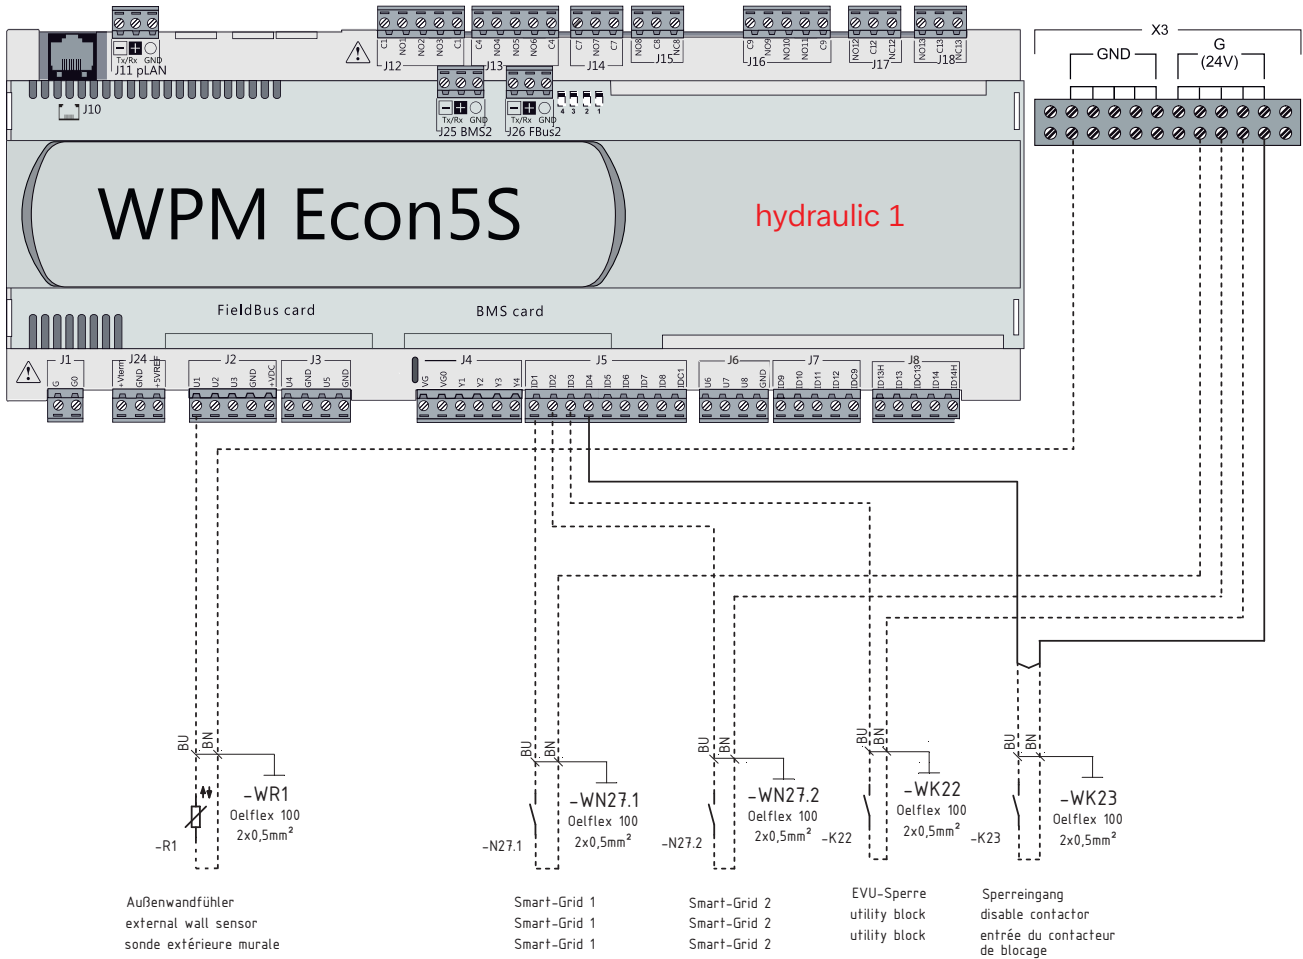 X3
GND
G
(24V)
Tx/Rx GND
J11 pLAN
C1 NO1 NO2 NO3 C1
J12
C4 NO4 NO5 NO6 C4
J13
C7 NO7 C7
J14
NO8 C8 NC8
J15
C9 NO9 NO10 NO11 C9
J16
NO12 C12 NC12
J17
NO13 C13 NC13
J18
J10
Tx/Rx GND
J25 BMS2
Tx/Rx GND
J26 FBus2
4 3 2 1
WPM Econ5S
hydraulic 1
FieldBus card
BMS card
J1
G G0
J24
+Vterm GND +5VREF
J2
U1 U2 U3 GND +VDC
J3
U4 GND U5 GND
J4
VG VG0 Y1 Y2 Y3 Y4
J5
ID1 ID2 ID3 ID4 ID5 ID6 ID7 ID8 IDC1
J6
U6 U7 U8 GND
J7
ID9 ID10 ID11 ID12 IDC9
J8
ID13H ID13 IDC13 ID14 ID14H
BU BN
-WR1
Oelflex 100
2x0,5mm²
-R1
BU BN
-WN27.1
Oelflex 100
2x0,5mm²
-N27.1
BU BN
-WN27.2
Oelflex 100
2x0,5mm²
-N27.2
BU BN
-WK22
Oelflex 100
2x0,5mm²
-K22
BU BN
-WK23
Oelflex 100
2x0,5mm²
-K23
Außenwandfühler
external wall sensor
sonde extérieure murale
Smart-Grid 1
Smart-Grid 1
Smart-Grid 1
Smart-Grid 2
Smart-Grid 2
Smart-Grid 2
EVU-Sperre
utility block
utility block
Sperreingang
disable contactor
entrée du contacteur
de blocage